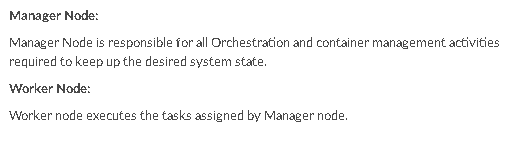 Manager Node:
Manager Node is responsible for all Orchestration and container management activities
required to keep up the desired system state.
Worker Node:
Worker node executes the tasks assigned by Manager node.